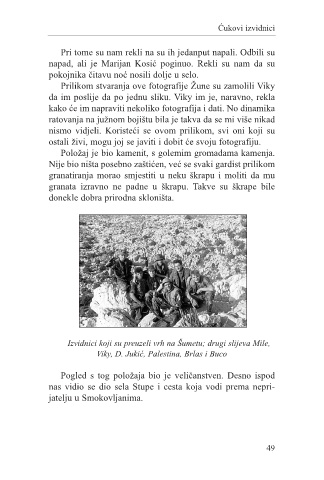 Ćukovi izvidnici
Pri tome su nam rekli na su ih jedanput napali. Odbili su
napad, ali je Marijan Kosić poginuo. Rekli su nam da su
pokojnika čitavu noć nosili dolje u selo.
Prilikom stvaranja ove fotografije Žune su zamolili Viky
da im poslije da po jednu sliku. Viky im je, naravno, rekla
kako će im napraviti nekoliko fotografija i dati. No dinamika
ratovanja na južnom bojištu bila je takva da se mi više nikad
nismo vidjeli. Koristeći se ovom prilikom, svi oni koji su
ostali živi, mogu joj se javiti i dobit će svoju fotografiju.
Položaj je bio kamenit, s golemim gromadama kamenja.
Nije bio ništa posebno zaštićen, već se svaki gardist prilikom
granatiranja morao smjestiti u neku škrapu i moliti da mu
granata izravno ne padne u škrapu. Takve su škrape bile
donekle dobra prirodna skloništa.
Izvidnici koji su preuzeli vrh na Šumetu; drugi slijeva Mile,
Viky, D. Jukić, Palestina, Brlas i Buco
Pogled s tog položaja bio je veličanstven. Desno ispod
nas vidio se dio sela Stupe i cesta koja vodi prema nepri-
jatelju u Smokovljanima.
49